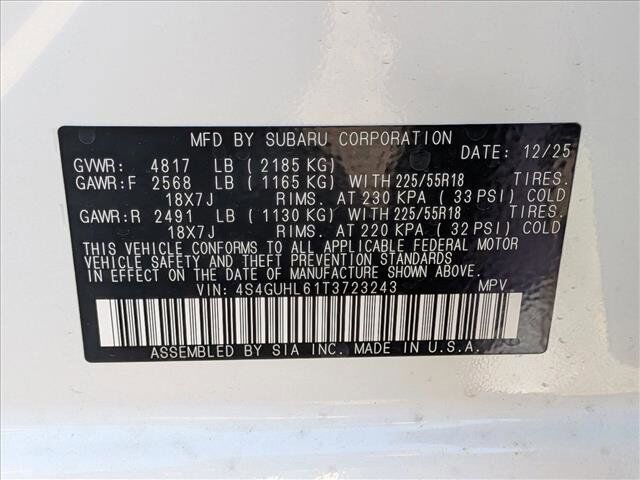 MFD BY SUBARU CORPORATION
GVWR: 4817 LB (2185 KG) DATE: 12/25
GAWR:F 2568 LB (1165 KG) WITH 225/55R18 TIRES.
18X7J RIMS. AT 230 KPA ( 33 PSI) COLD
GAWR:R 2491 LB (1130 KG) WITH 225/55R18 TIRES.
18X7J RIMS. AT 220 KPA ( 32 PSI) COLD
THIS VEHICLE CONFORMS TO ALL APPLICABLE FEDERAL MOTOR
VEHICLE SAFETY AND THEFT PREVENTION STANDARDS
IN EFFECT ON THE DATE OF MANUFACTURE SHOWN ABOVE.
VIN: 4S4GUHL61T3723243 MPV
ASSEMBLED BY SIA INC. MADE IN U.S.A.